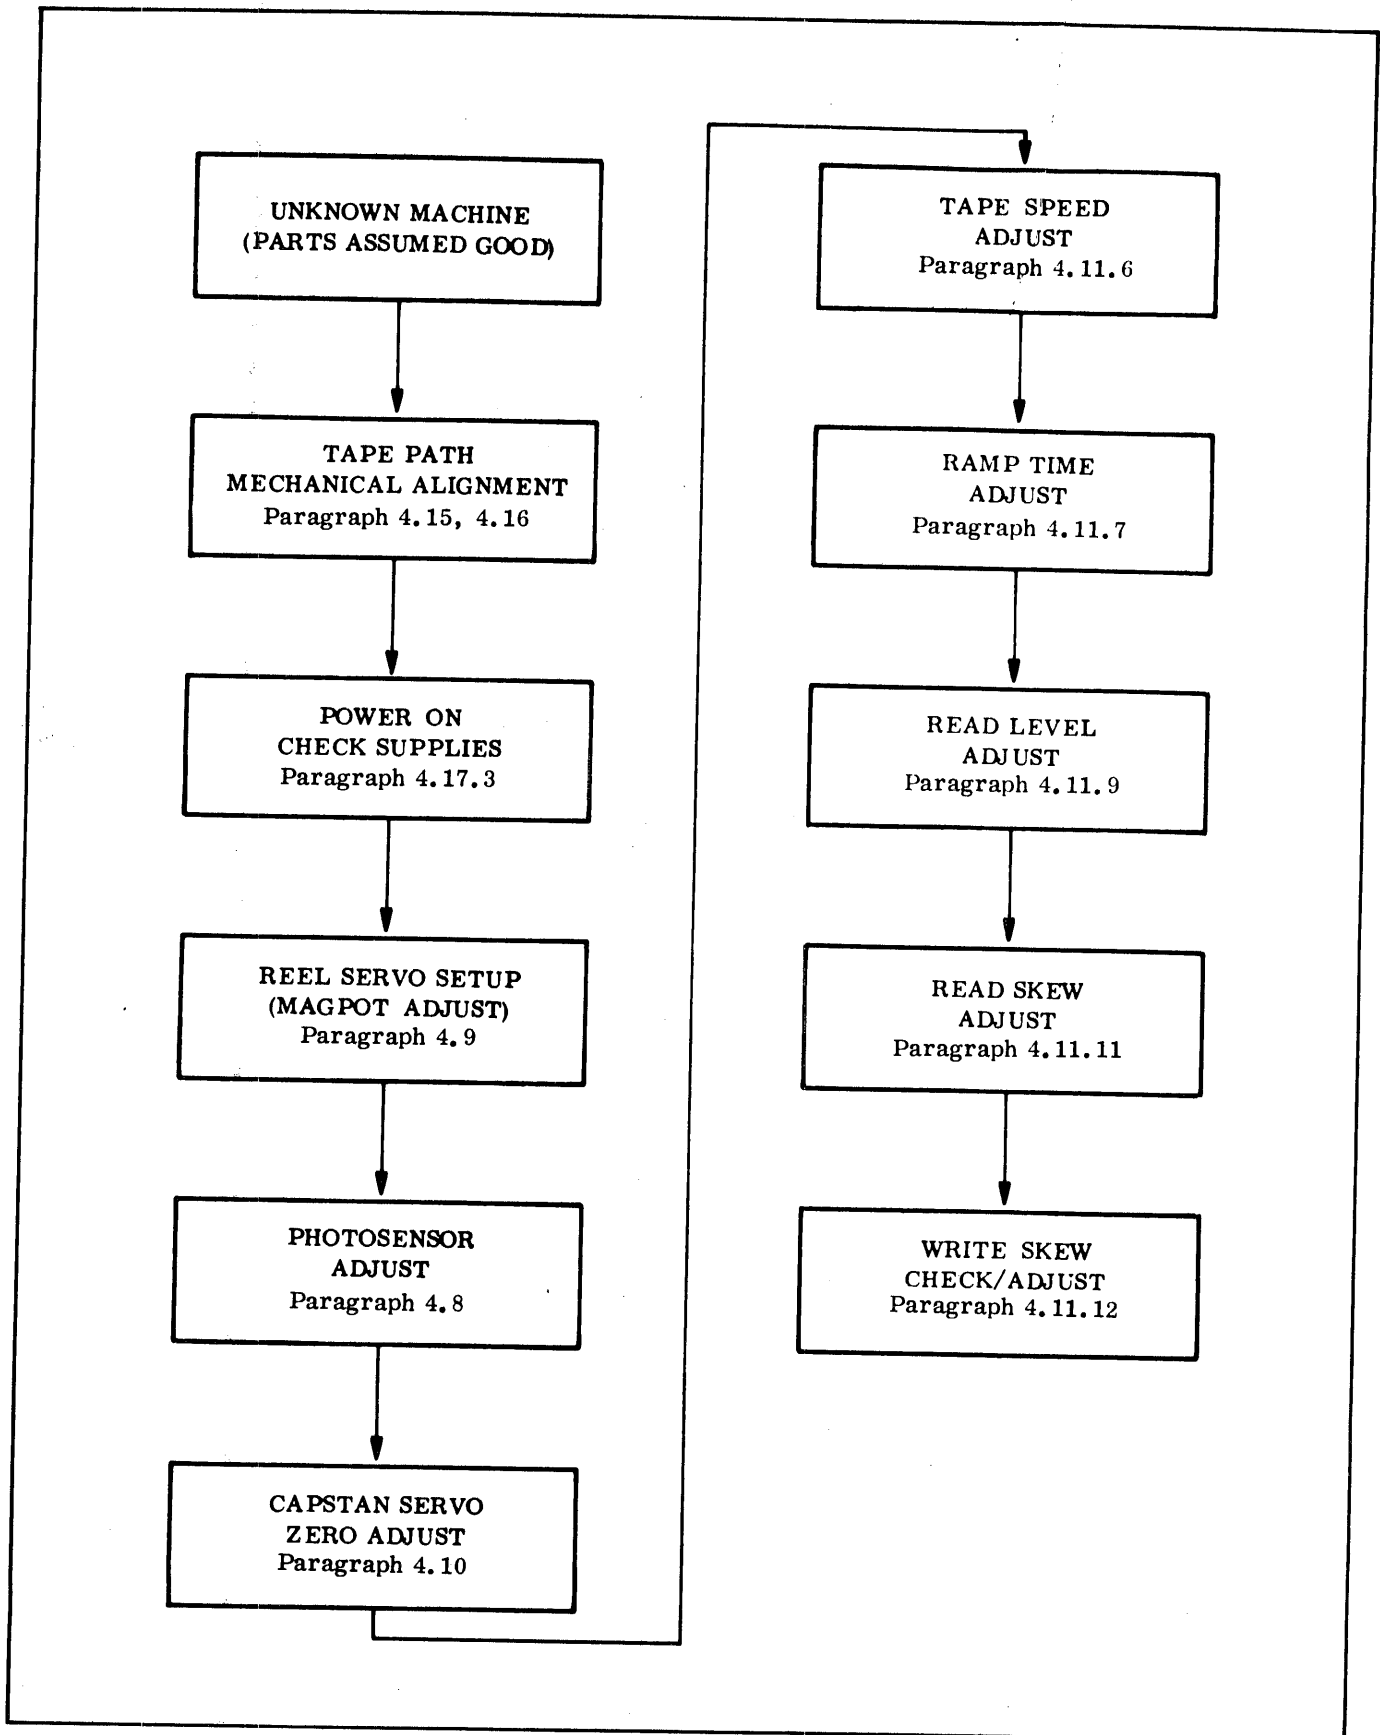 UNKNOWN MACHINE
(PARTS ASSUMED GOOD)
TAPE PATH
MECHANICAL ALIGNMENT
Paragraph 4.15, 4.16
POWER ON
CHECK SUPPLIES
Paragraph 4.17.3
REEL SERVO SETUP
(MAGPOT ADJUST)
Paragraph 4.9
PHOTOSENSOR
ADJUST
Paragraph 4.8
CAPSTAN SERVO
ZERO ADJUST
Paragraph 4.10
TAPE SPEED
ADJUST
Paragraph 4.11.6
RAMP TIME
ADJUST
Paragraph 4.11.7
READ LEVEL
ADJUST
Paragraph 4.11.9
READ SKEW
ADJUST
Paragraph 4.11.11
WRITE SKEW
CHECK/ADJUST
Paragraph 4.11.12